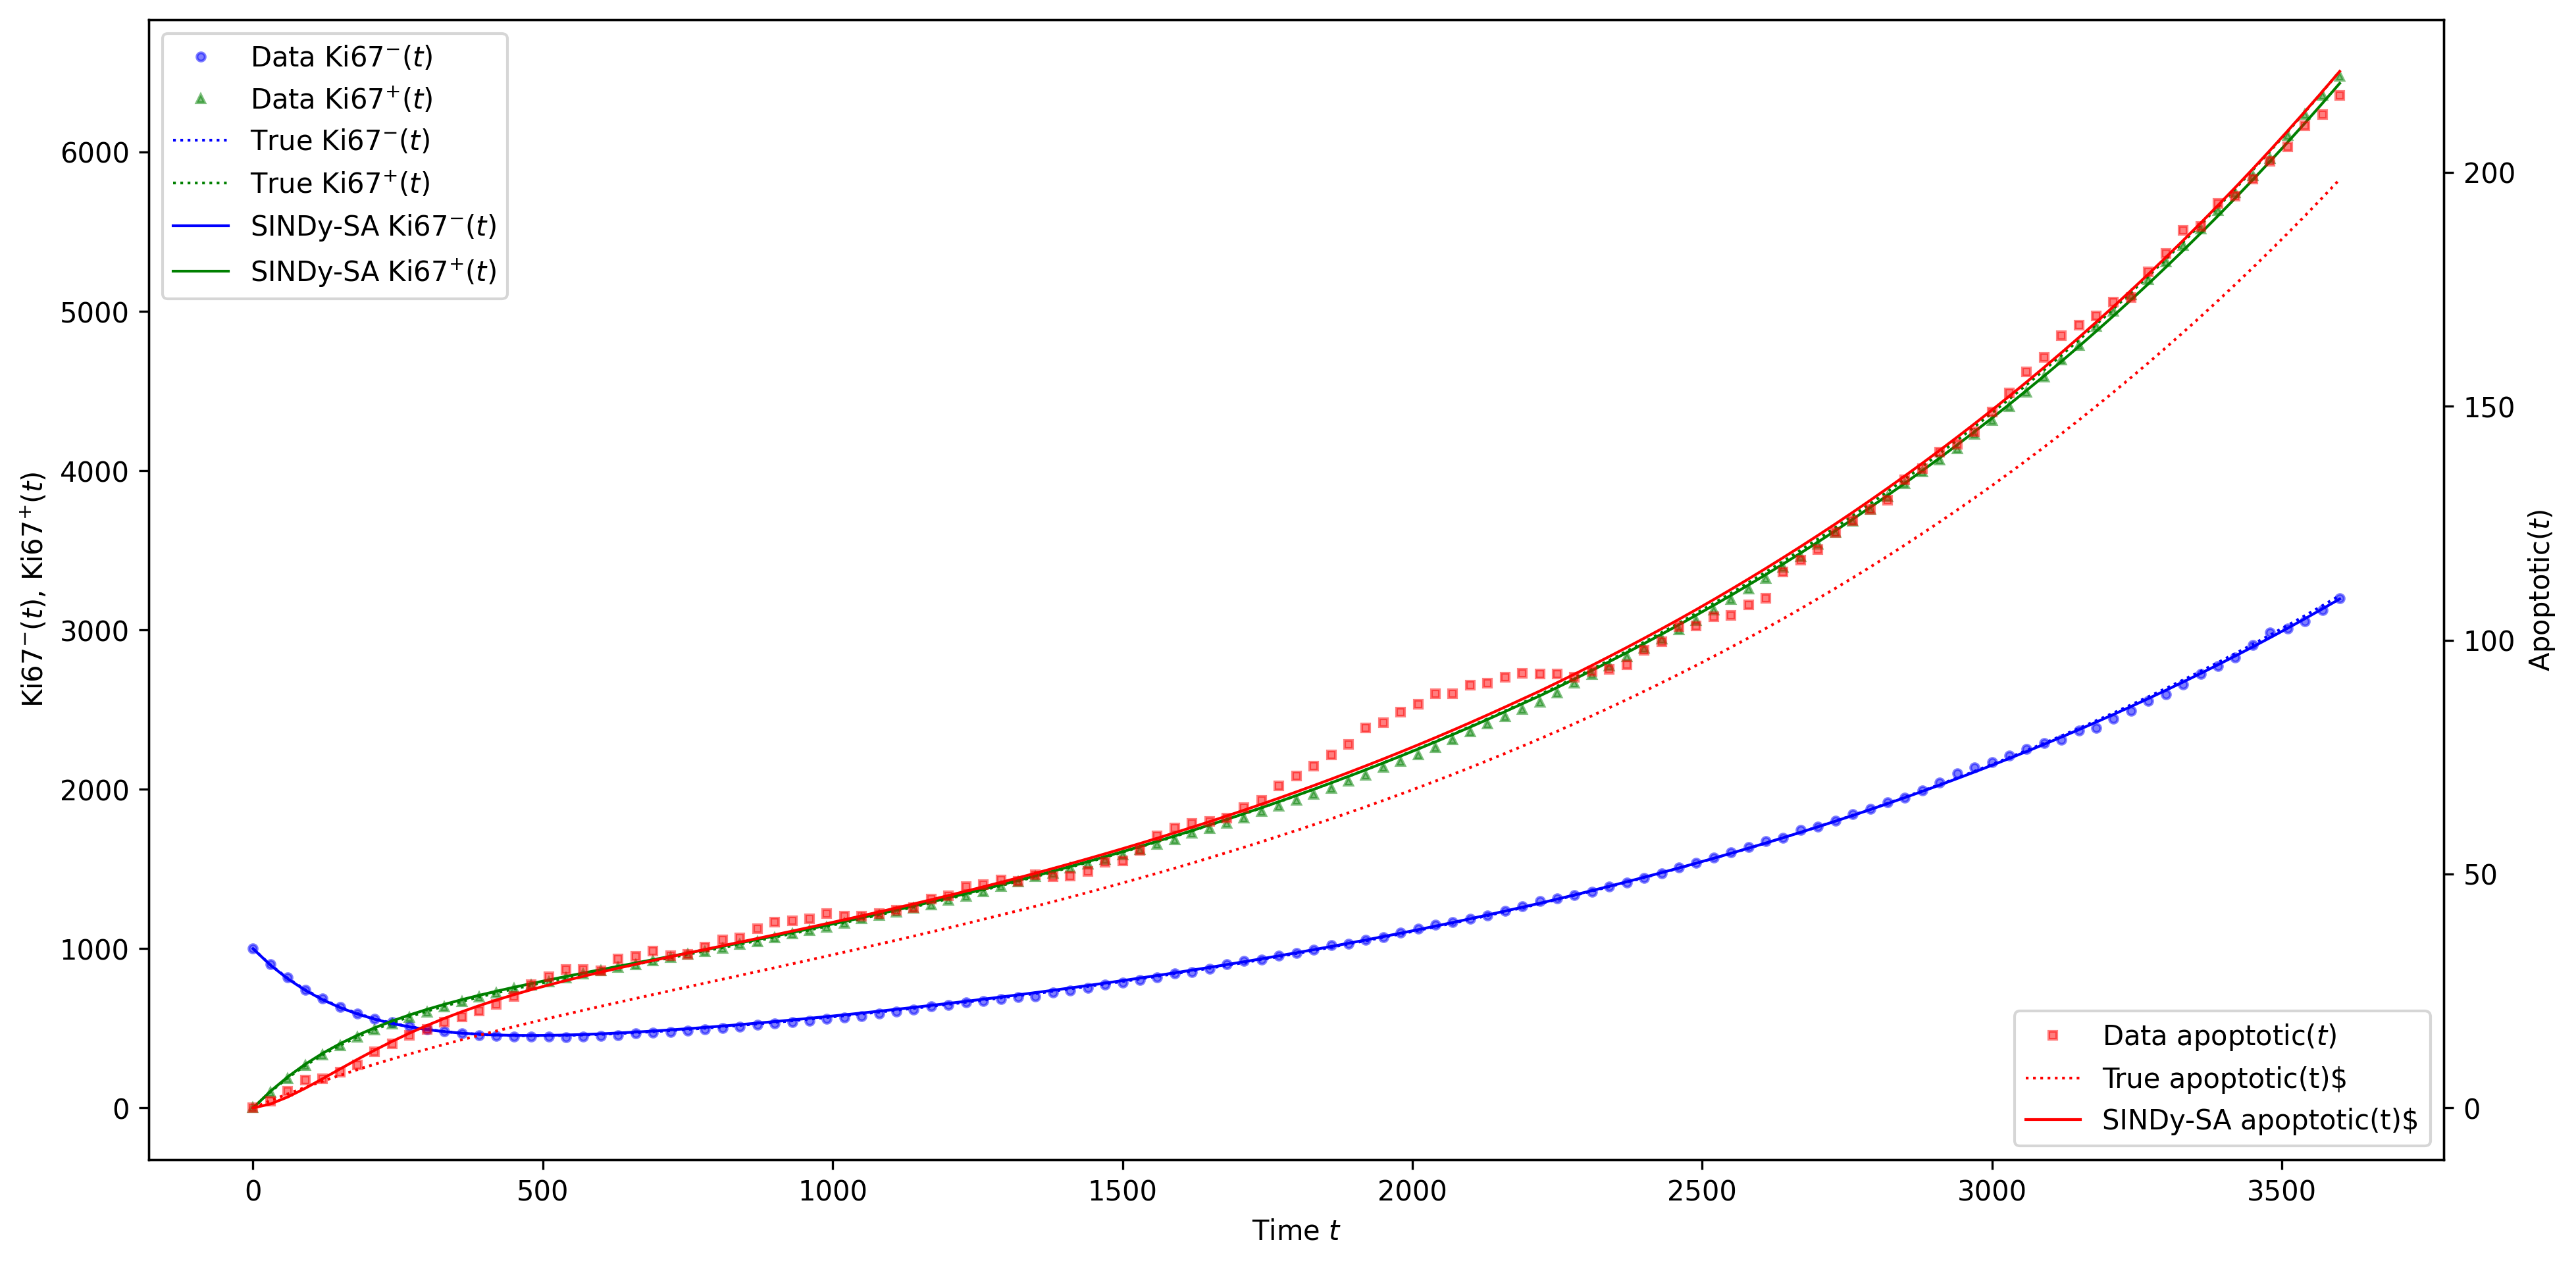 Data Ki67⁻(t)
Data Ki67⁺(t)
True Ki67⁻(t)
True Ki67⁺(t)
SINDy-SA Ki67⁻(t)
SINDy-SA Ki67⁺(t)
6000
5000
4000
3000
2000
1000
0
Ki67⁻(t), Ki67⁺(t)
200
150
100
50
0
Apoptotic(t)
Data apoptotic(t)
True apoptotic(t)$
SINDy-SA apoptotic(t)$
0 500 1000 1500 2000 2500 3000 3500
Time t